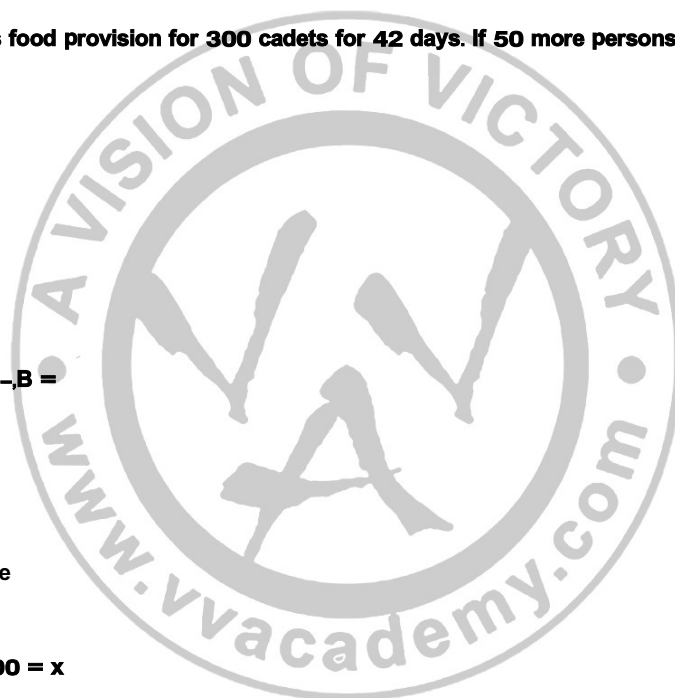 s food provision for 300 cadets for 42 days. If 50 more persons
A VISION OF VICTORY
–,B =
e
00 = x
www.vvacademy.com